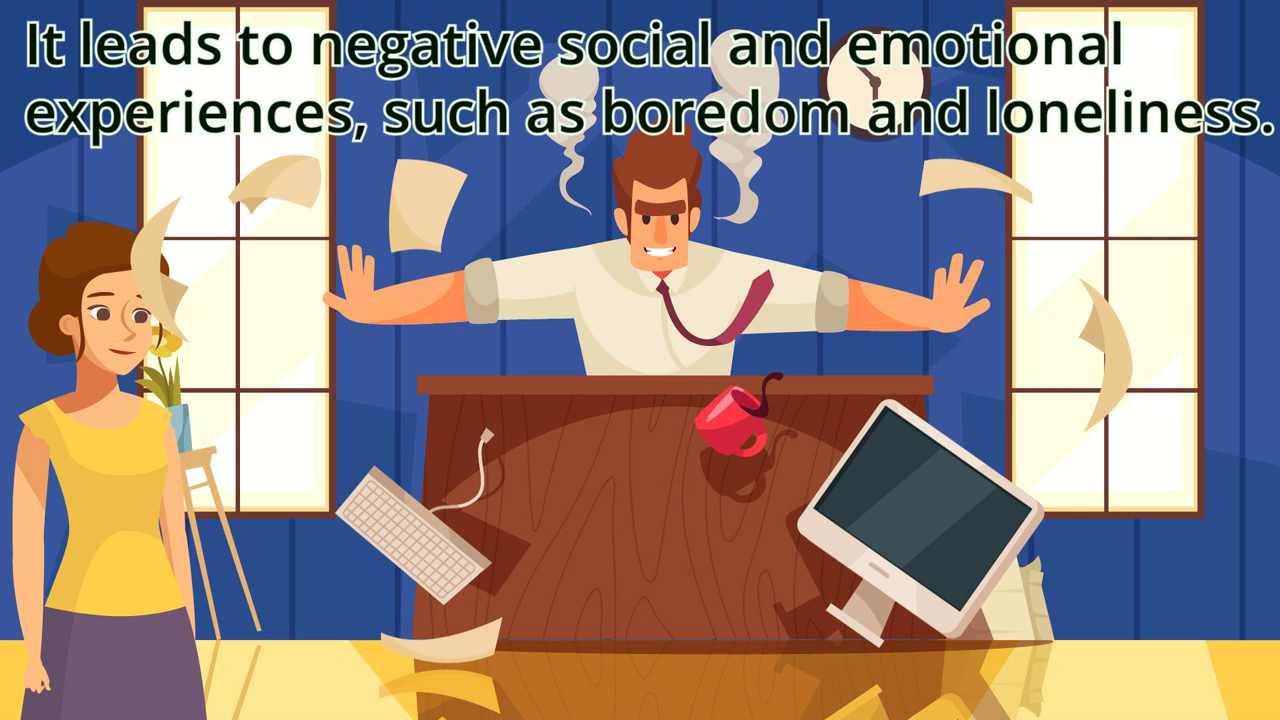 It leads to negative social and emotional
experiences, such as boredom and loneliness.